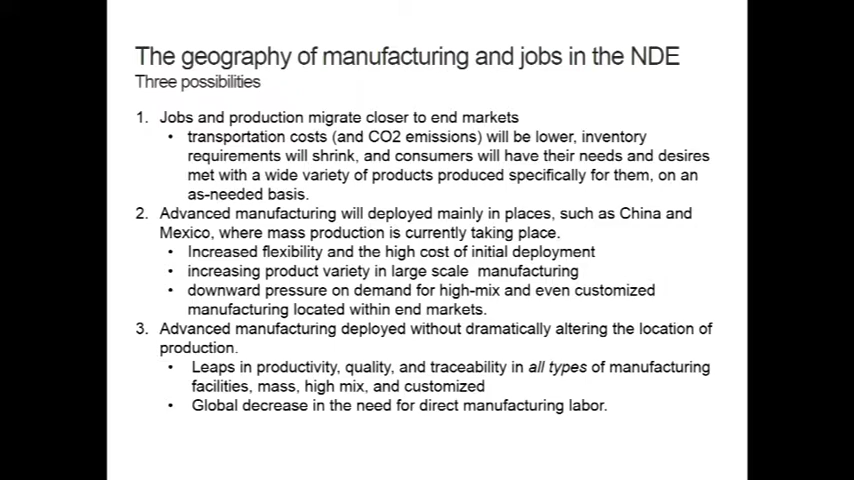 The geography of manufacturing and jobs in the NDE
Three possibilities
1. Jobs and production migrate closer to end markets
• transportation costs (and CO2 emissions) will be lower, inventory
requirements will shrink, and consumers will have their needs and desires
met with a wide variety of products produced specifically for them, on an
as-needed basis.
2. Advanced manufacturing will deployed mainly in places, such as China and
Mexico, where mass production is currently taking place.
• Increased flexibility and the high cost of initial deployment
• increasing product variety in large scale manufacturing
• downward pressure on demand for high-mix and even customized
manufacturing located within end markets.
3. Advanced manufacturing deployed without dramatically altering the location of
production.
• Leaps in productivity, quality, and traceability in all types of manufacturing
facilities, mass, high mix, and customized
• Global decrease in the need for direct manufacturing labor.